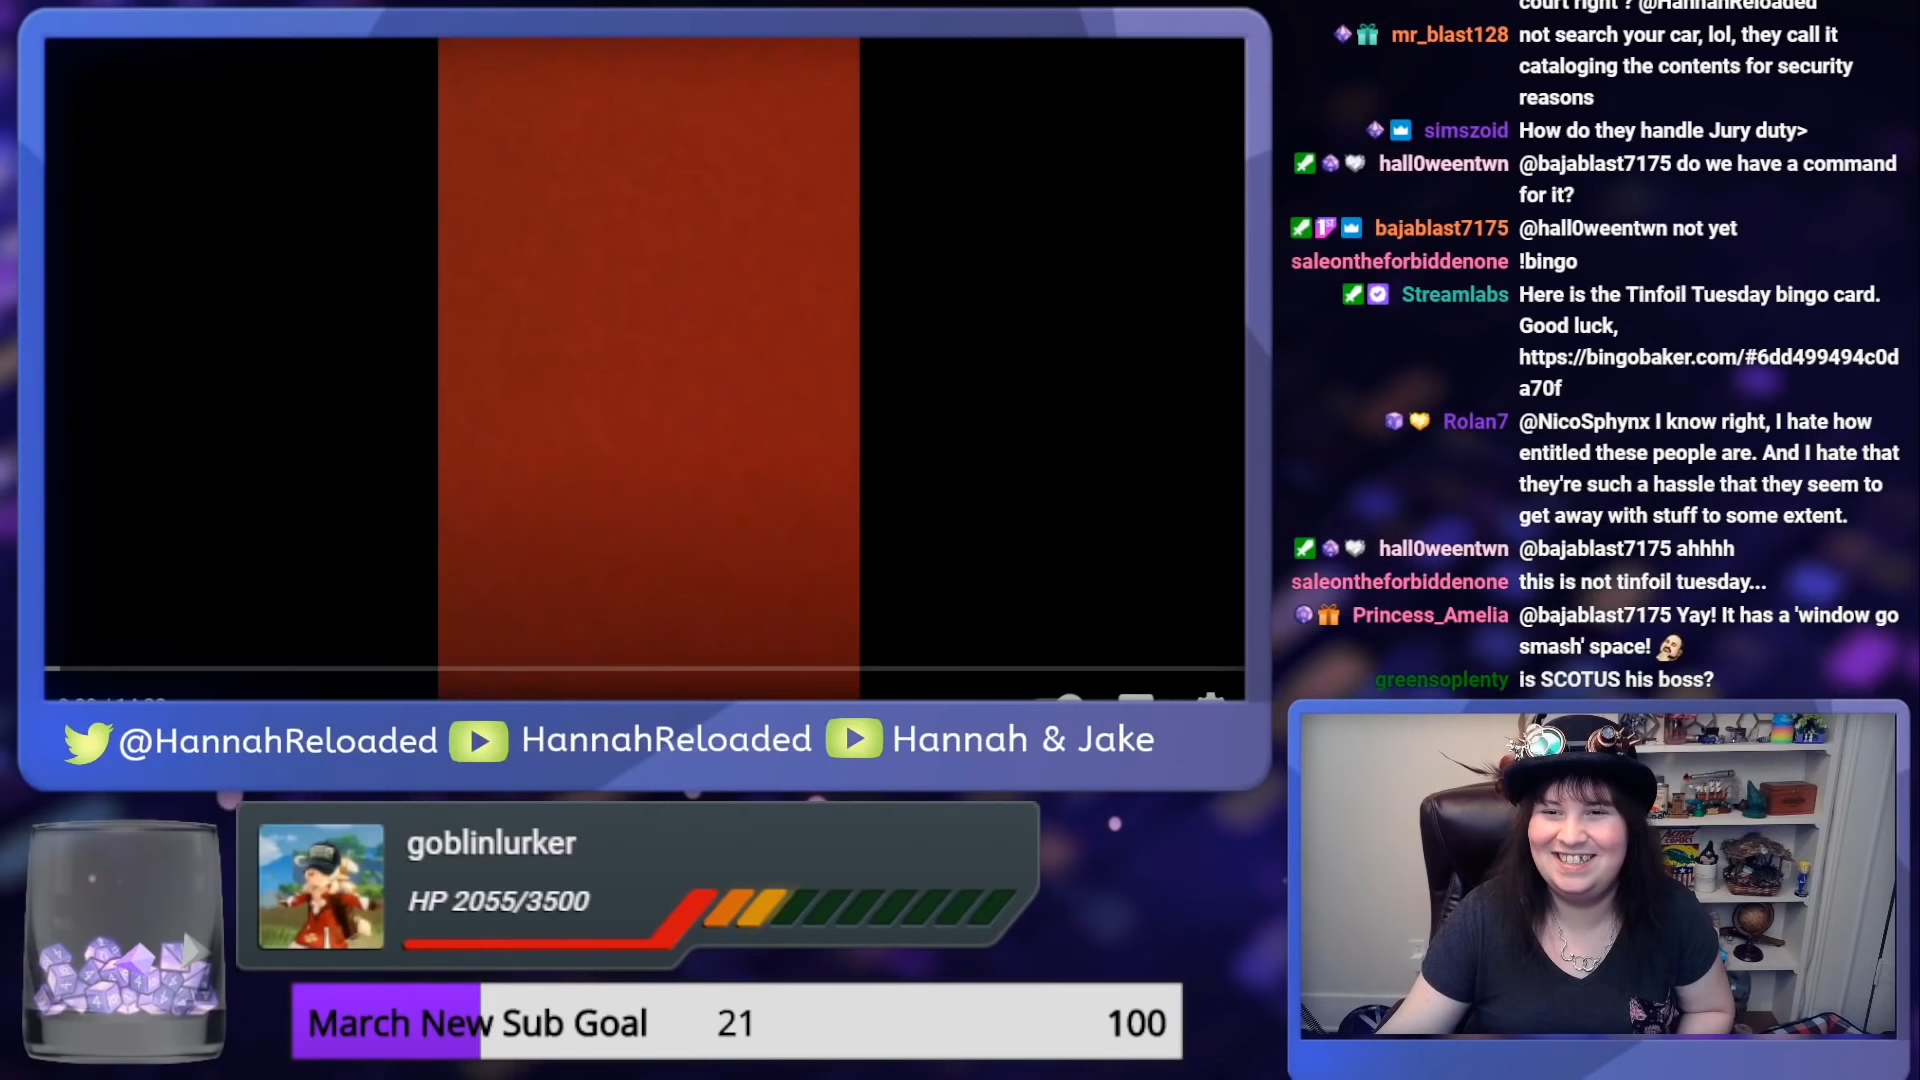 court right ? @HannahReloaded
mr_blast128 not search your car, lol, they call it
cataloging the contents for security
reasons
simszoid How do they handle Jury duty>
hall0weentwn @bajablast7175 do we have a command
for it?
bajablast7175 @hall0weentwn not yet
saleontheforbiddenone !bingo
Streamlabs Here is the Tinfoil Tuesday bingo card.
Good luck,
https://bingobaker.com/#6dd499494c0d
a70f
Rolan7 @NicoSphynx I know right, I hate how
entitled these people are. And I hate that
they're such a hassle that they seem to
get away with stuff to some extent.
hall0weentwn @bajablast7175 ahhhh
saleontheforbiddenone this is not tinfoil tuesday...
Princess_Amelia @bajablast7175 Yay! It has a 'window go
smash' space!
greensoplenty is SCOTUS his boss?
@HannahReloaded HannahReloaded Hannah & Jake
goblinlurker
HP 2055/3500
March New Sub Goal 21 100